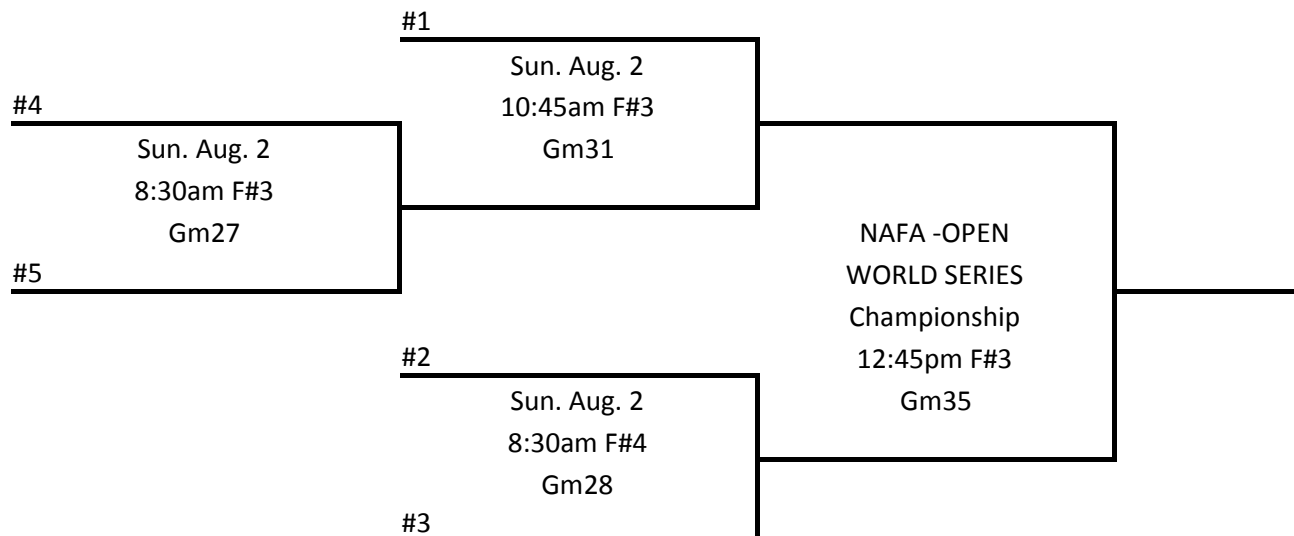 #1
Sun. Aug. 2
10:45am F#3
Gm31
#4
Sun. Aug. 2
8:30am F#3
Gm27
#5
NAFA -OPEN
WORLD SERIES
Championship
12:45pm F#3
Gm35
#2
Sun. Aug. 2
8:30am F#4
Gm28
#3